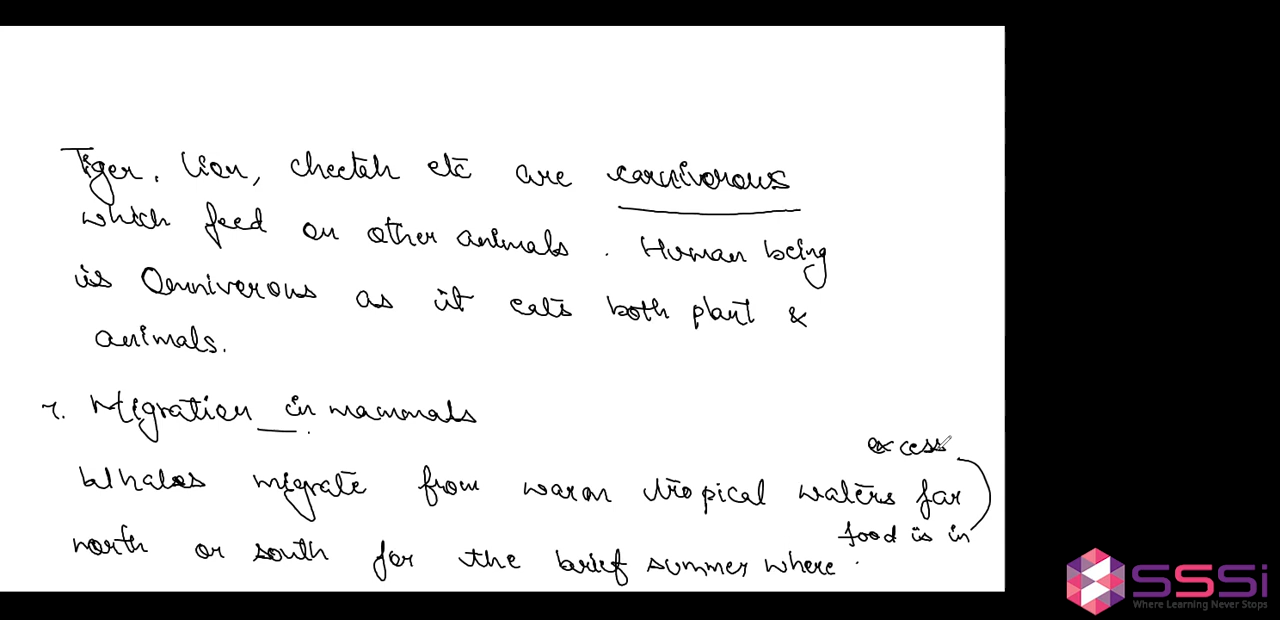 Tiger, Lion, cheetah etc are carnivorous
which feed on other animals. Human being
is Omniverous as it eats both plant &
animals.
7. Migration in mammals
Whales migrate from warm tropical waters far
north or south for the brief summer where
food is in
excess
SSSi
Where Learning Never Stops